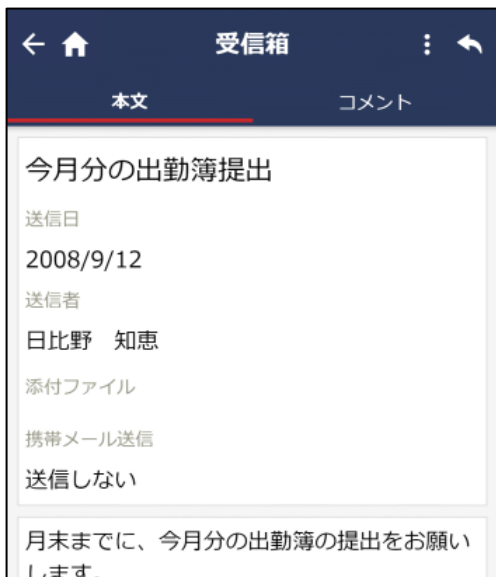 受信箱
本文 コメント
今月分の出勤簿提出
送信日
2008/9/12
送信者
日比野　知恵
添付ファイル
携帯メール送信
送信しない
月末までに、今月分の出勤簿の提出をお願い
します。